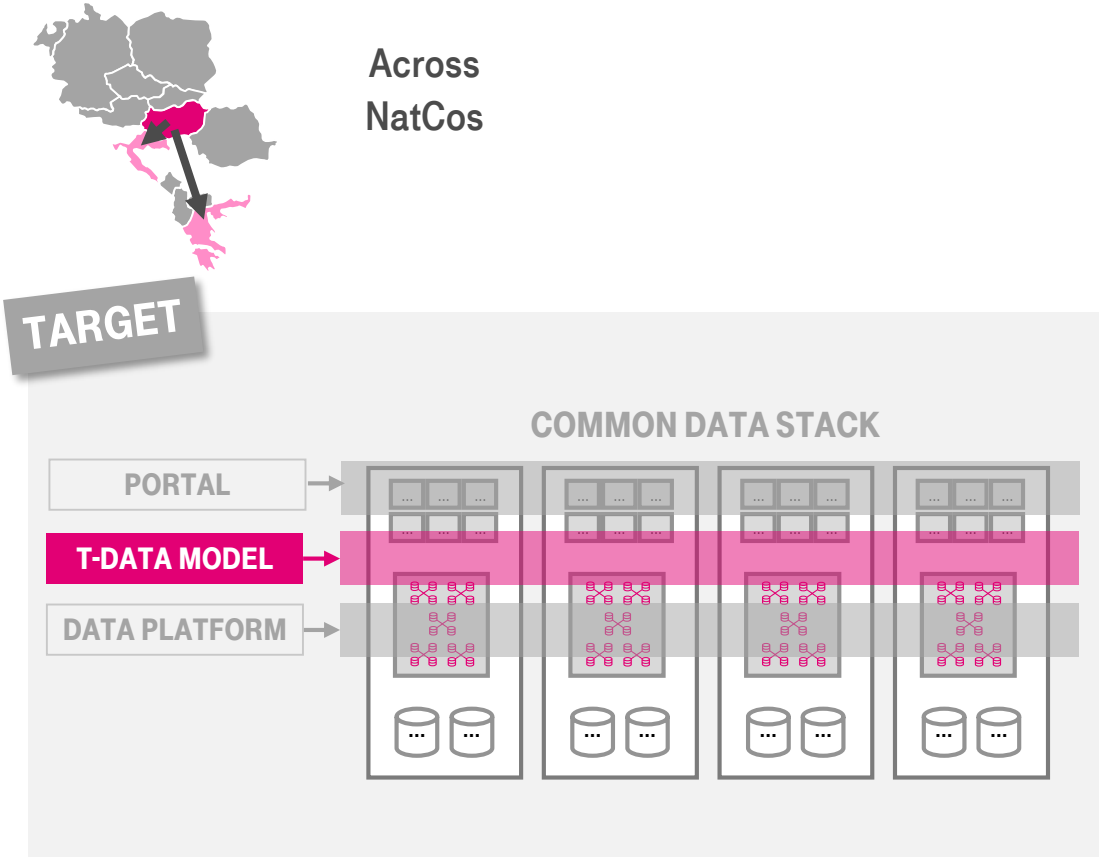 Across
NatCos
TARGET
COMMON DATA STACK
PORTAL
... ... ... ... ... ... ... ... ... ... ... ...
... ... ... ... ... ... ... ... ... ... ... ...
T-DATA MODEL
DATA PLATFORM
... ... ... ... ... ... ... ...